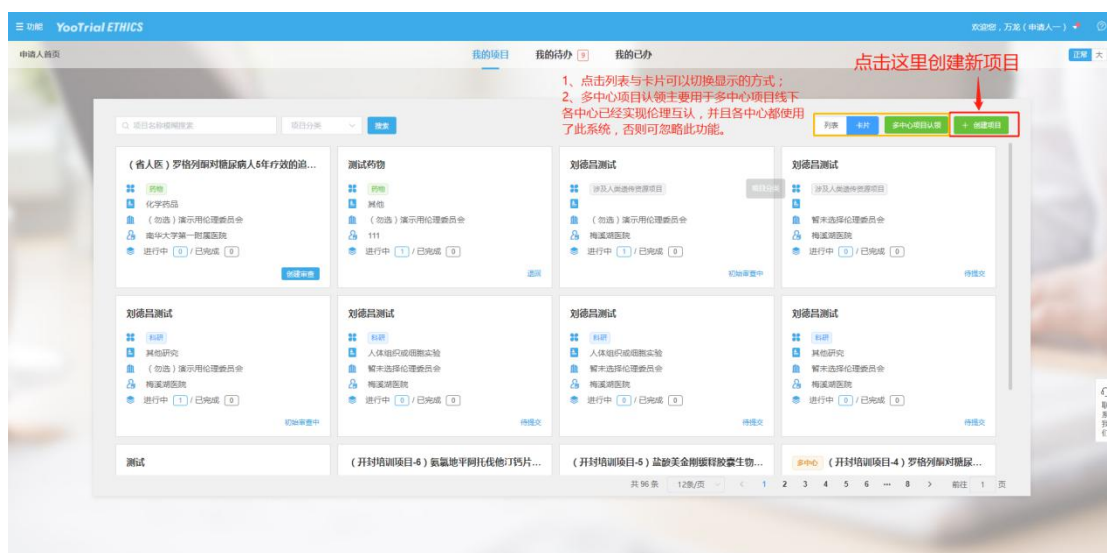 功能 YooTrial ETHICS
欢迎您，万龙（申请人一）
申请人首页
我的项目 我的待办 9 我的已办
正常 大
点击这里创建新项目
1、点击列表与卡片可以切换显示的方式；
2、多中心项目认领主要用于多中心项目线下
各中心已经实现伦理互认，并且各中心都使用
了此系统，否则可忽略此功能。
项目名称模糊搜索 项目分类 搜索
列表 卡片 多中心项目认领 + 创建项目
（省人医）罗格列酮对糖尿病人5年疗效的追...
药物
化学药品
（勿选）演示用伦理委员会
南华大学第一附属医院
进行中 0 / 已完成 0
创建审查
测试药物
药物
其他
（勿选）演示用伦理委员会
111
进行中 1 / 已完成 0
退回
刘德昌测试
涉及人类遗传资源项目
项目分类
（勿选）演示用伦理委员会
梅溪湖医院
进行中 1 / 已完成 0
初始审查中
刘德昌测试
涉及人类遗传资源项目
暂未选择伦理委员会
梅溪湖医院
进行中 0 / 已完成 0
待提交
刘德昌测试
科研
其他研究
（勿选）演示用伦理委员会
梅溪湖医院
进行中 1 / 已完成 0
初始审查中
刘德昌测试
科研
人体组织或细胞实验
暂未选择伦理委员会
梅溪湖医院
进行中 0 / 已完成 0
待提交
刘德昌测试
科研
人体组织或细胞实验
暂未选择伦理委员会
梅溪湖医院
进行中 0 / 已完成 0
待提交
刘德昌测试
科研
其他研究
暂未选择伦理委员会
梅溪湖医院
进行中 0 / 已完成 0
待提交
测试
（开封培训项目-6）氨氯地平阿托伐他汀钙片...
（开封培训项目-5）盐酸美金刚缓释胶囊生物...
多中心 （开封培训项目-4）罗格列酮对糖尿...
共 96 条 12条/页 < 1 2 3 4 5 6 ... 8 > 前往 1 页